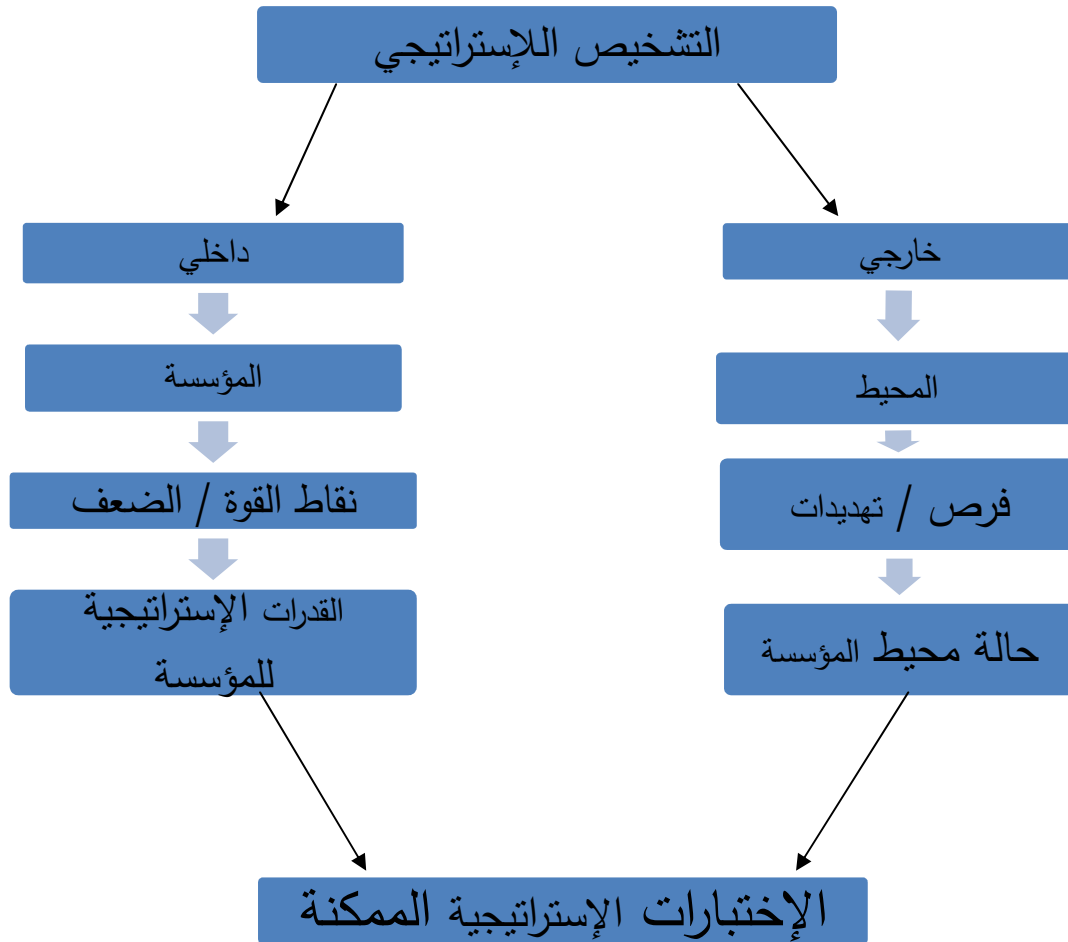 التشخيص اللإستراتيجي
داخلي
خارجي
المؤسسة
المحيط
نقاط القوة / الضعف
فرص / تهديدات
القدرات الإستراتيجية
للمؤسسة
حالة محيط المؤسسة
الإختبارات الإستراتيجية الممكنة